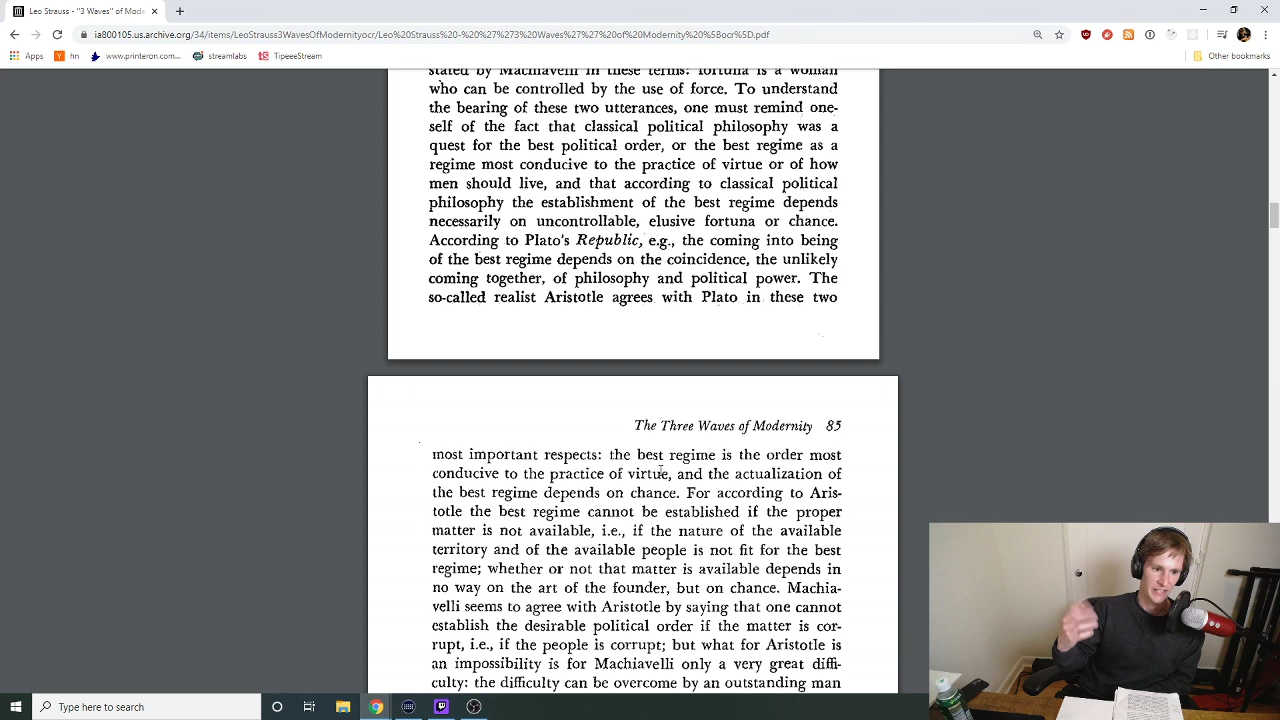 Leo Strauss - "3 Waves" of Mode
ia800105.us.archive.org/34/items/LeoStrauss3WavesOfModernityocr/Leo%20Strauss%20-%20%27%273%20Waves%27%27%20of%20Modernity%20%5Bocr%5D.pdf
Apps hn www.printeron.com... streamlabs TipeeeStream Other bookmarks
stated by Machiavelli in these terms: fortuna is a woman
who can be controlled by the use of force. To understand
the bearing of these two utterances, one must remind one-
self of the fact that classical political philosophy was a
quest for the best political order, or the best regime as a
regime most conducive to the practice of virtue or of how
men should live, and that according to classical political
philosophy the establishment of the best regime depends
necessarily on uncontrollable, elusive fortuna or chance.
According to Plato's Republic, e.g., the coming into being
of the best regime depends on the coincidence, the unlikely
coming together, of philosophy and political power. The
so-called realist Aristotle agrees with Plato in these two
The Three Waves of Modernity 85
most important respects: the best regime is the order most
conducive to the practice of virtue, and the actualization of
the best regime depends on chance. For according to Aris-
totle the best regime cannot be established if the proper
matter is not available, i.e., if the nature of the available
territory and of the available people is not fit for the best
regime; whether or not that matter is available depends in
no way on the art of the founder, but on chance. Machia-
velli seems to agree with Aristotle by saying that one cannot
establish the desirable political order if the matter is cor-
rupt, i.e., if the people is corrupt; but what for Aristotle is
an impossibility is for Machiavelli only a very great diffi-
culty: the difficulty can be overcome by an outstanding man
Type here to search